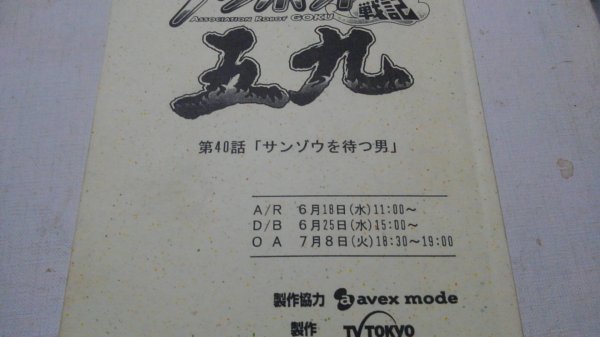 戦記
ASSOCIATION ROBOT GOKU
五九
第40話「サンゾウを待つ男」
A/R 6月18日(水)11:00~
D/B 6月25日(水)15:00~
OA 7月8日(火)18:30~19:00
製作協力 avex mode
製作 TV TOKYO